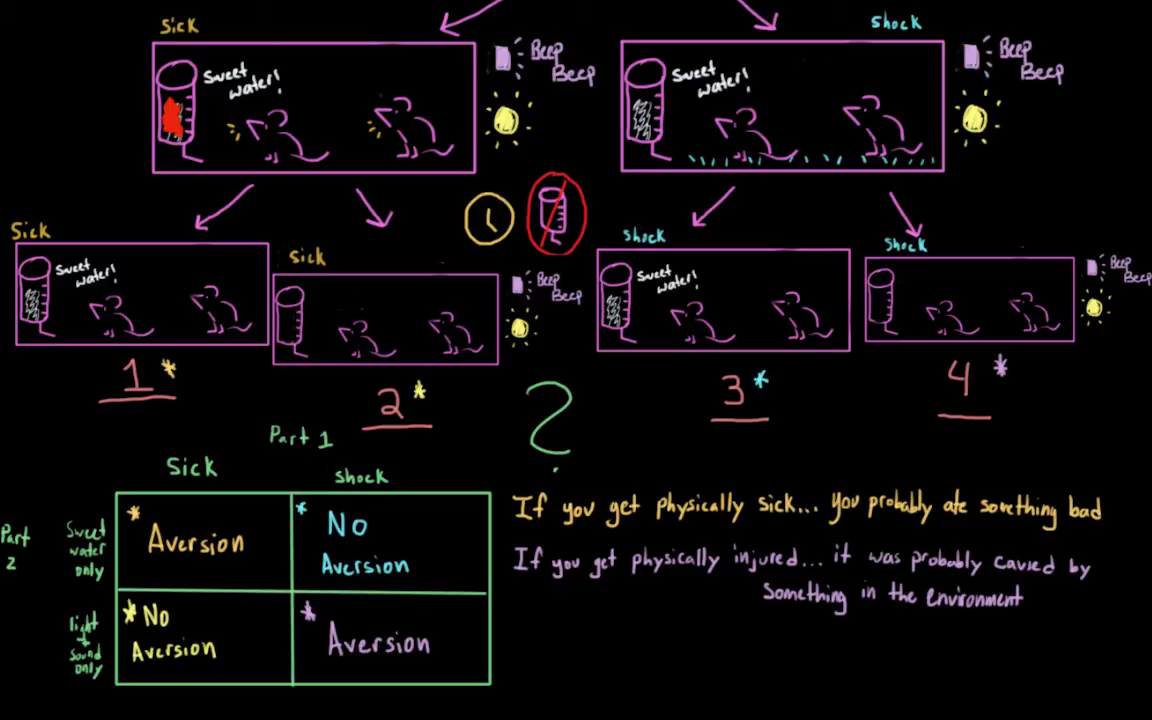 Sick
Shock
Beep
Beep
Sweet
water!
Beep
Beep
Sweet
water!
Sick
Sick
Shock
Shock
Sweet
water!
Beep
Beep
Sweet
water!
Beep
Beep
1 *
2 *
3 *
4 *
?
Part 1
Sick
Shock
Part
2
Sweet
water
only
* Aversion
* No
Aversion
light
+
Sound
only
* No
Aversion
* Aversion
If you get physically sick... you probably ate something bad
If you get physically injured... it was probably caused by
something in the environment